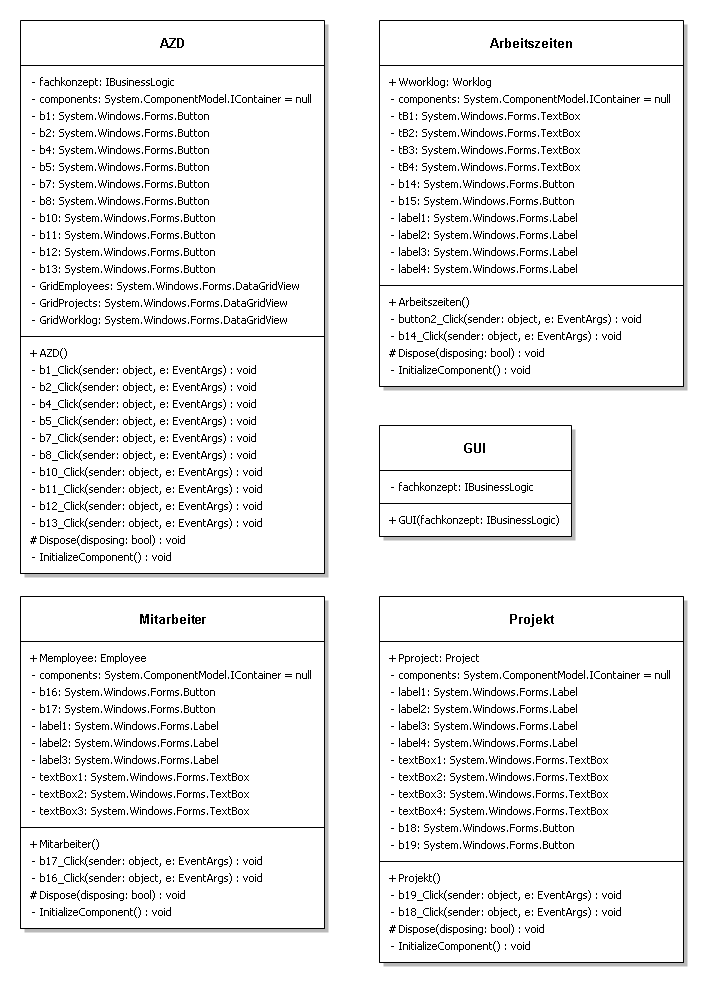 AZD
- fachkonzept: IBusinessLogic
- components: System.ComponentModel.IContainer = null
- b1: System.Windows.Forms.Button
- b2: System.Windows.Forms.Button
- b4: System.Windows.Forms.Button
- b5: System.Windows.Forms.Button
- b7: System.Windows.Forms.Button
- b8: System.Windows.Forms.Button
- b10: System.Windows.Forms.Button
- b11: System.Windows.Forms.Button
- b12: System.Windows.Forms.Button
- b13: System.Windows.Forms.Button
- GridEmployees: System.Windows.Forms.DataGridView
- GridProjects: System.Windows.Forms.DataGridView
- GridWorklog: System.Windows.Forms.DataGridView
+ AZD()
- b1_Click(sender: object, e: EventArgs) : void
- b2_Click(sender: object, e: EventArgs) : void
- b4_Click(sender: object, e: EventArgs) : void
- b5_Click(sender: object, e: EventArgs) : void
- b7_Click(sender: object, e: EventArgs) : void
- b8_Click(sender: object, e: EventArgs) : void
- b10_Click(sender: object, e: EventArgs) : void
- b11_Click(sender: object, e: EventArgs) : void
- b12_Click(sender: object, e: EventArgs) : void
- b13_Click(sender: object, e: EventArgs) : void
# Dispose(disposing: bool) : void
- InitializeComponent() : void
Arbeitszeiten
+ Wworklog: Worklog
- components: System.ComponentModel.IContainer = null
- tB1: System.Windows.Forms.TextBox
- tB2: System.Windows.Forms.TextBox
- tB3: System.Windows.Forms.TextBox
- tB4: System.Windows.Forms.TextBox
- b14: System.Windows.Forms.Button
- b15: System.Windows.Forms.Button
- label1: System.Windows.Forms.Label
- label2: System.Windows.Forms.Label
- label3: System.Windows.Forms.Label
- label4: System.Windows.Forms.Label
+ Arbeitszeiten()
- button2_Click(sender: object, e: EventArgs) : void
- b14_Click(sender: object, e: EventArgs) : void
# Dispose(disposing: bool) : void
- InitializeComponent() : void
GUI
- fachkonzept: IBusinessLogic
+ GUI(fachkonzept: IBusinessLogic)
Mitarbeiter
+ Memployee: Employee
- components: System.ComponentModel.IContainer = null
- b16: System.Windows.Forms.Button
- b17: System.Windows.Forms.Button
- label1: System.Windows.Forms.Label
- label2: System.Windows.Forms.Label
- label3: System.Windows.Forms.Label
- textBox1: System.Windows.Forms.TextBox
- textBox2: System.Windows.Forms.TextBox
- textBox3: System.Windows.Forms.TextBox
+ Mitarbeiter()
- b17_Click(sender: object, e: EventArgs) : void
- b16_Click(sender: object, e: EventArgs) : void
# Dispose(disposing: bool) : void
- InitializeComponent() : void
Projekt
+ Pproject: Project
- components: System.ComponentModel.IContainer = null
- label1: System.Windows.Forms.Label
- label2: System.Windows.Forms.Label
- label3: System.Windows.Forms.Label
- label4: System.Windows.Forms.Label
- textBox1: System.Windows.Forms.TextBox
- textBox2: System.Windows.Forms.TextBox
- textBox3: System.Windows.Forms.TextBox
- textBox4: System.Windows.Forms.TextBox
- b18: System.Windows.Forms.Button
- b19: System.Windows.Forms.Button
+ Projekt()
- b19_Click(sender: object, e: EventArgs) : void
- b18_Click(sender: object, e: EventArgs) : void
# Dispose(disposing: bool) : void
- InitializeComponent() : void